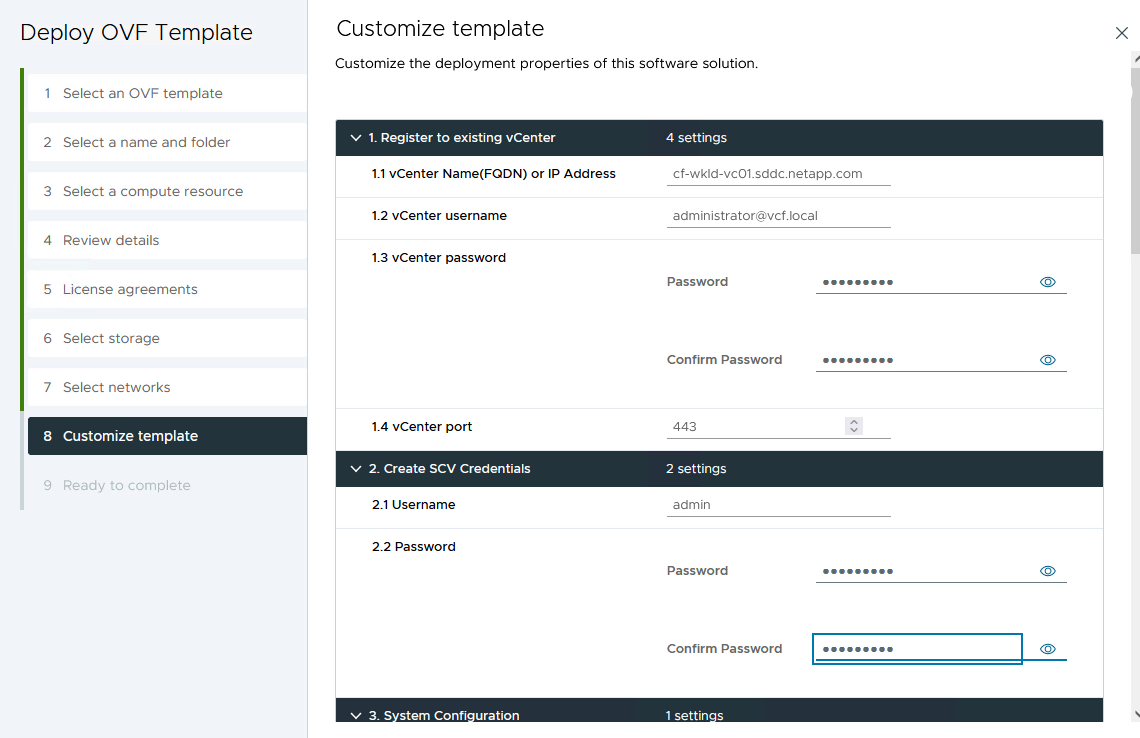 Deploy OVF Template
1 Select an OVF template
2 Select a name and folder
3 Select a compute resource
4 Review details
5 License agreements
6 Select storage
7 Select networks
8 Customize template
9 Ready to complete
Customize template
Customize the deployment properties of this software solution.
1. Register to existing vCenter 4 settings
1.1 vCenter Name(FQDN) or IP Address cf-wkld-vc01.sddc.netapp.com
1.2 vCenter username administrator@vcf.local
1.3 vCenter password
Password •••••••••
Confirm Password •••••••••
1.4 vCenter port 443
2. Create SCV Credentials 2 settings
2.1 Username admin
2.2 Password
Password •••••••••
Confirm Password •••••••••
3. System Configuration 1 settings